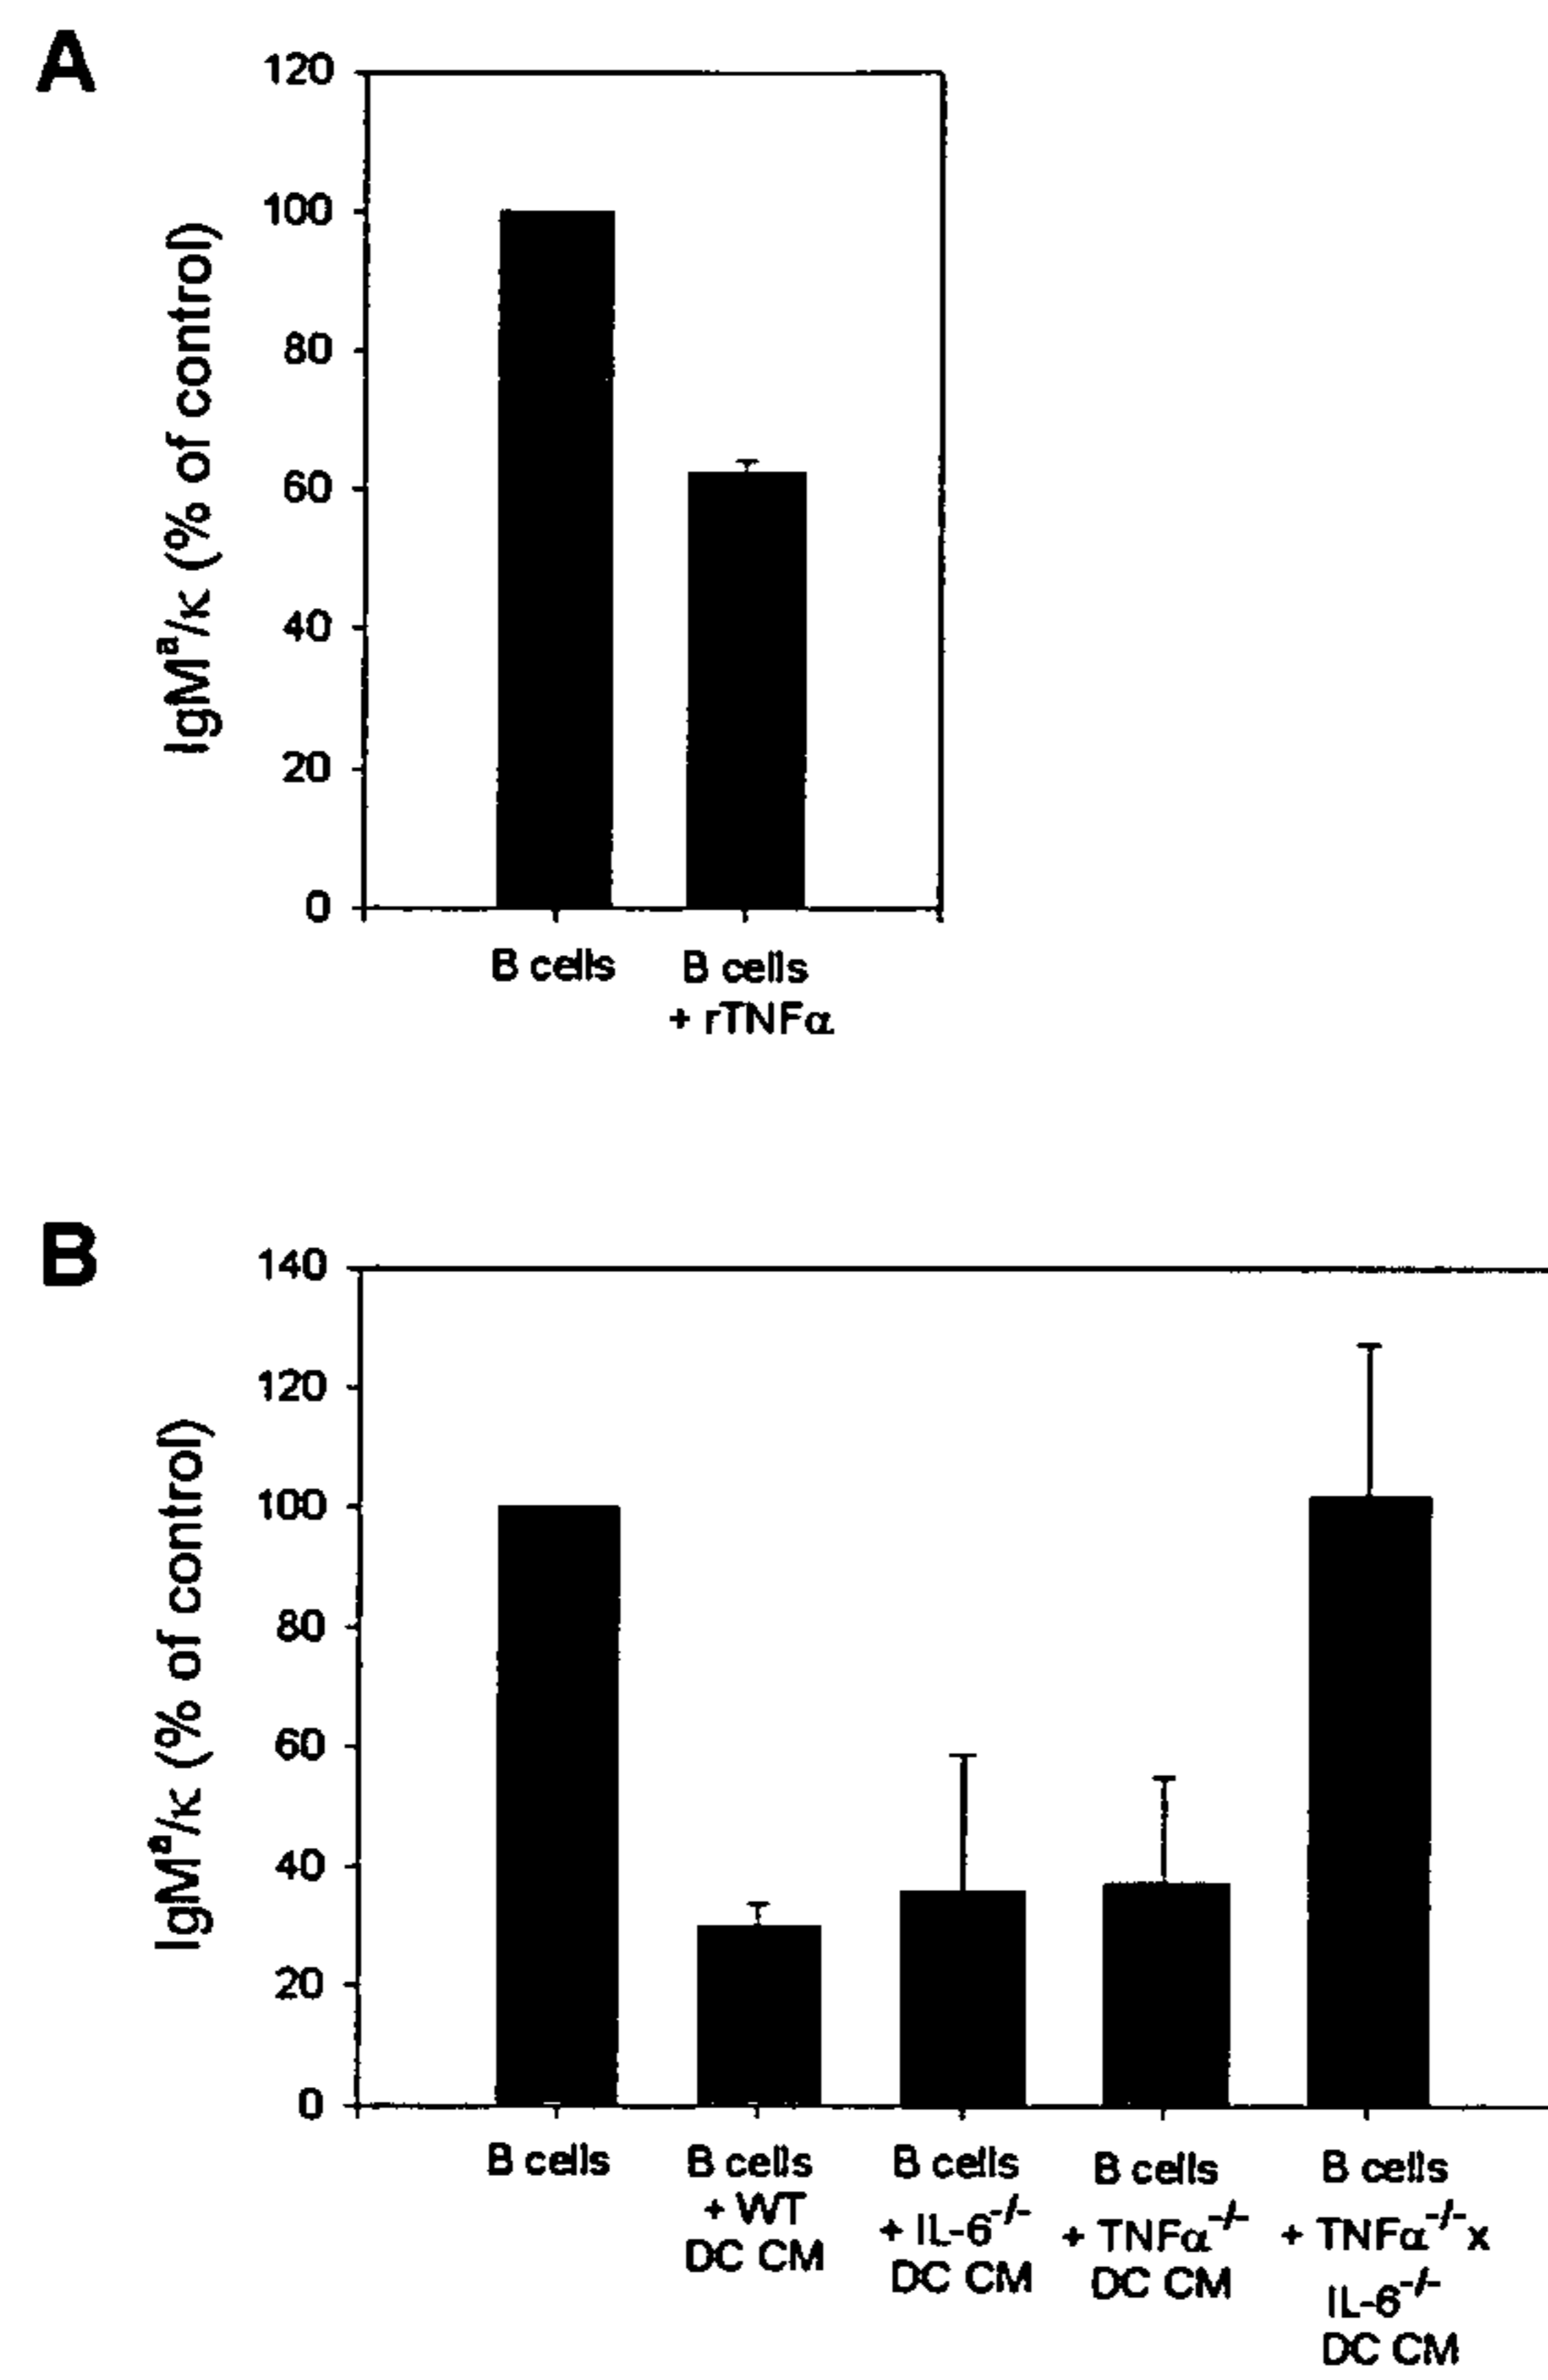 A
120
100
80
60
40
20
0
IgMᵃ/κ (% of control)
B cells
B cells
+ rTNFα
B
140
120
100
80
60
40
20
0
IgMᵃ/κ (% of control)
B cells
B cells
+ WT
DC CM
B cells
+ IL-6⁻/⁻
DC CM
B cells
+ TNFα⁻/⁻
DC CM
B cells
+ TNFα⁻/⁻x
IL-6⁻/⁻
DC CM